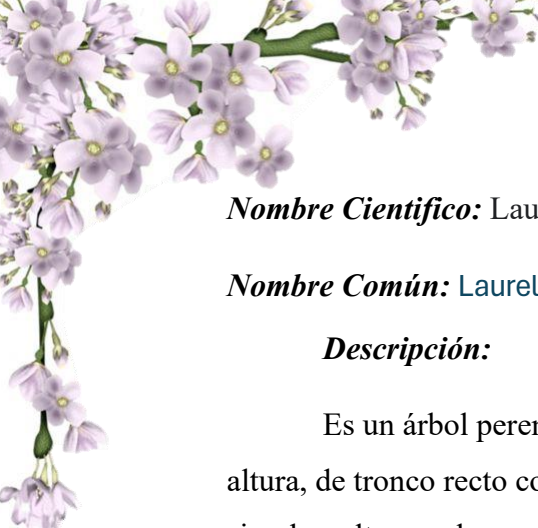 Nombre Cientifico: Lau
Nombre Común: Laurel
Descripción:
Es un árbol peren
altura, de tronco recto co